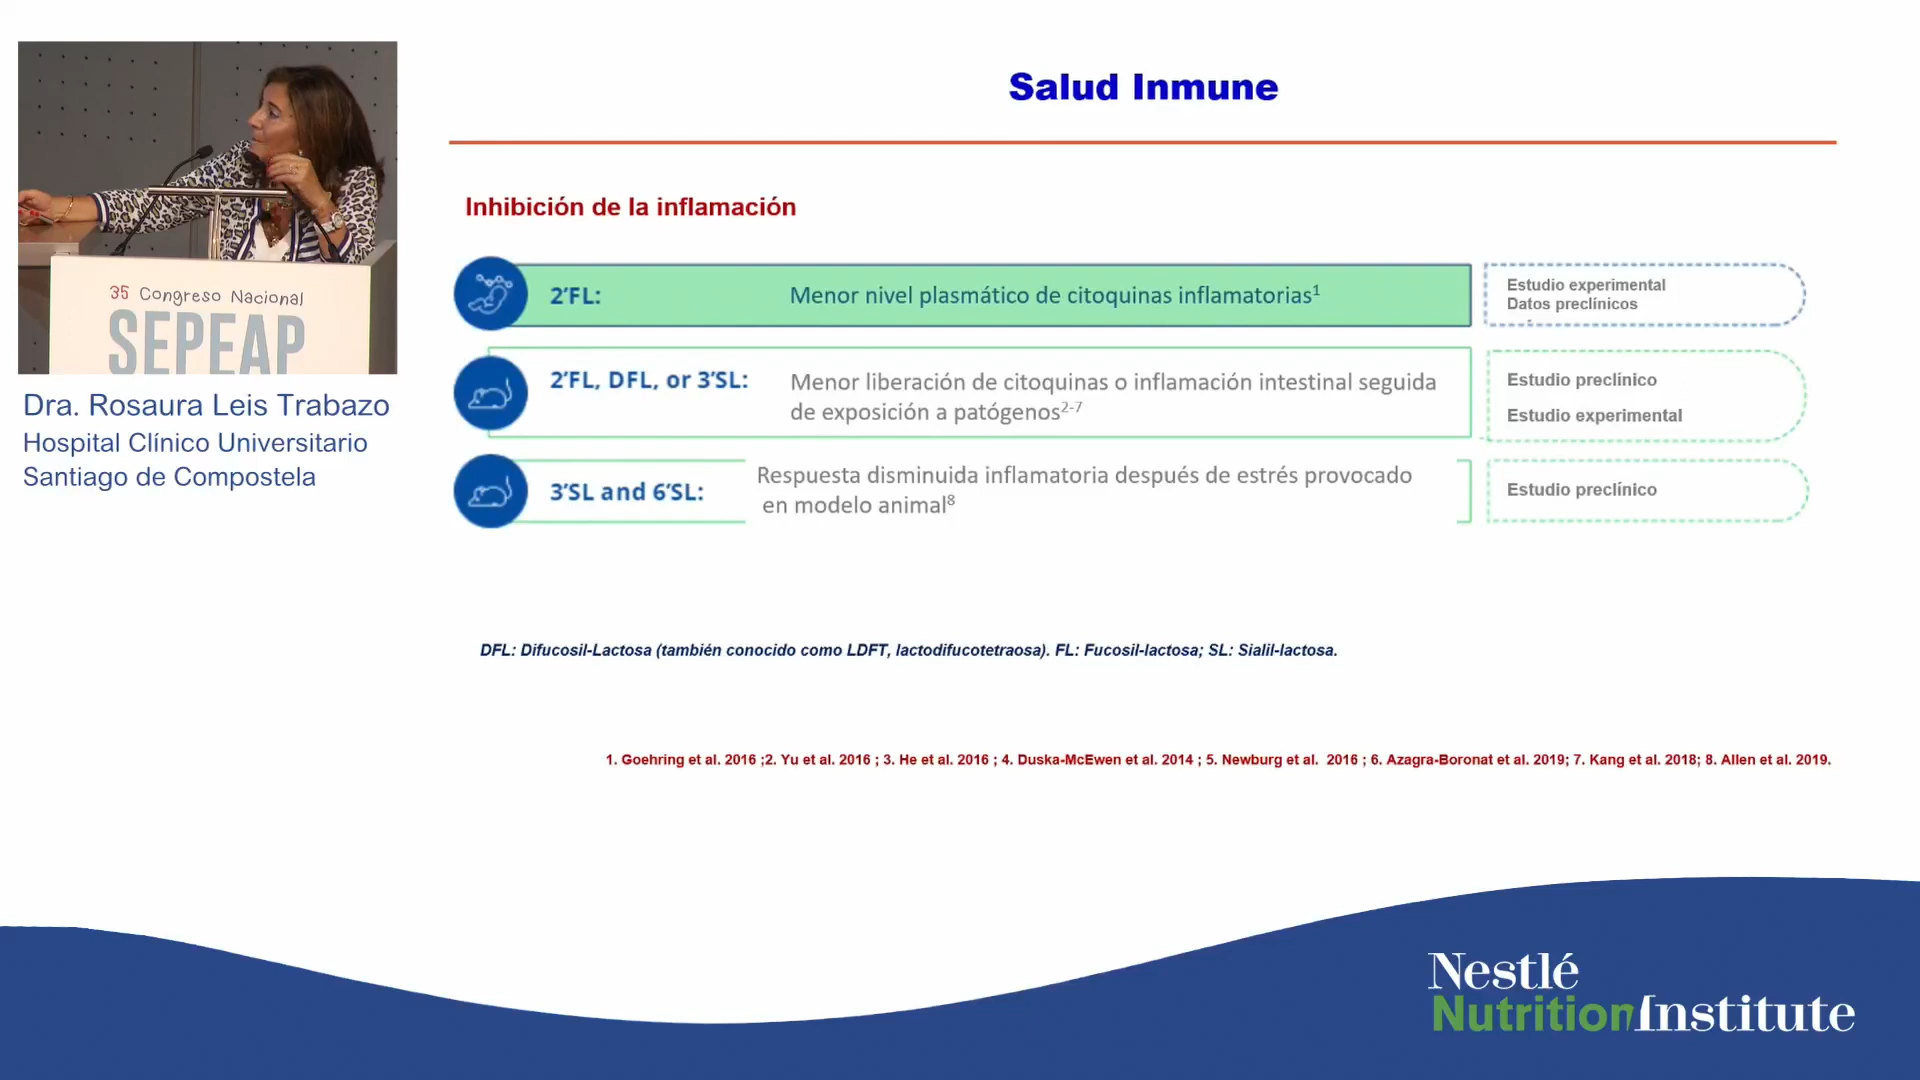 Salud Inmune
Inhibición de la inflamación
2'FL: Menor nivel plasmático de citoquinas inflamatorias1
Estudio experimental
Datos preclínicos
2'FL, DFL, or 3'SL: Menor liberación de citoquinas o inflamación intestinal seguida
de exposición a patógenos2-7
Estudio preclínico
Estudio experimental
3'SL and 6'SL: Respuesta disminuida inflamatoria después de estrés provocado
en modelo animal8
Estudio preclínico
DFL: Difucosil-Lactosa (también conocido como LDFT, lactodifucotetraosa). FL: Fucosil-lactosa; SL: Sialil-lactosa.
1. Goehring et al. 2016 ;2. Yu et al. 2016 ; 3. He et al. 2016 ; 4. Duska-McEwen et al. 2014 ; 5. Newburg et al. 2016 ; 6. Azagra-Boronat et al. 2019; 7. Kang et al. 2018; 8. Allen et al. 2019.
35 Congreso Nacional
SEPEAP
Dra. Rosaura Leis Trabazo
Hospital Clínico Universitario
Santiago de Compostela
Nestlé
NutritionInstitute